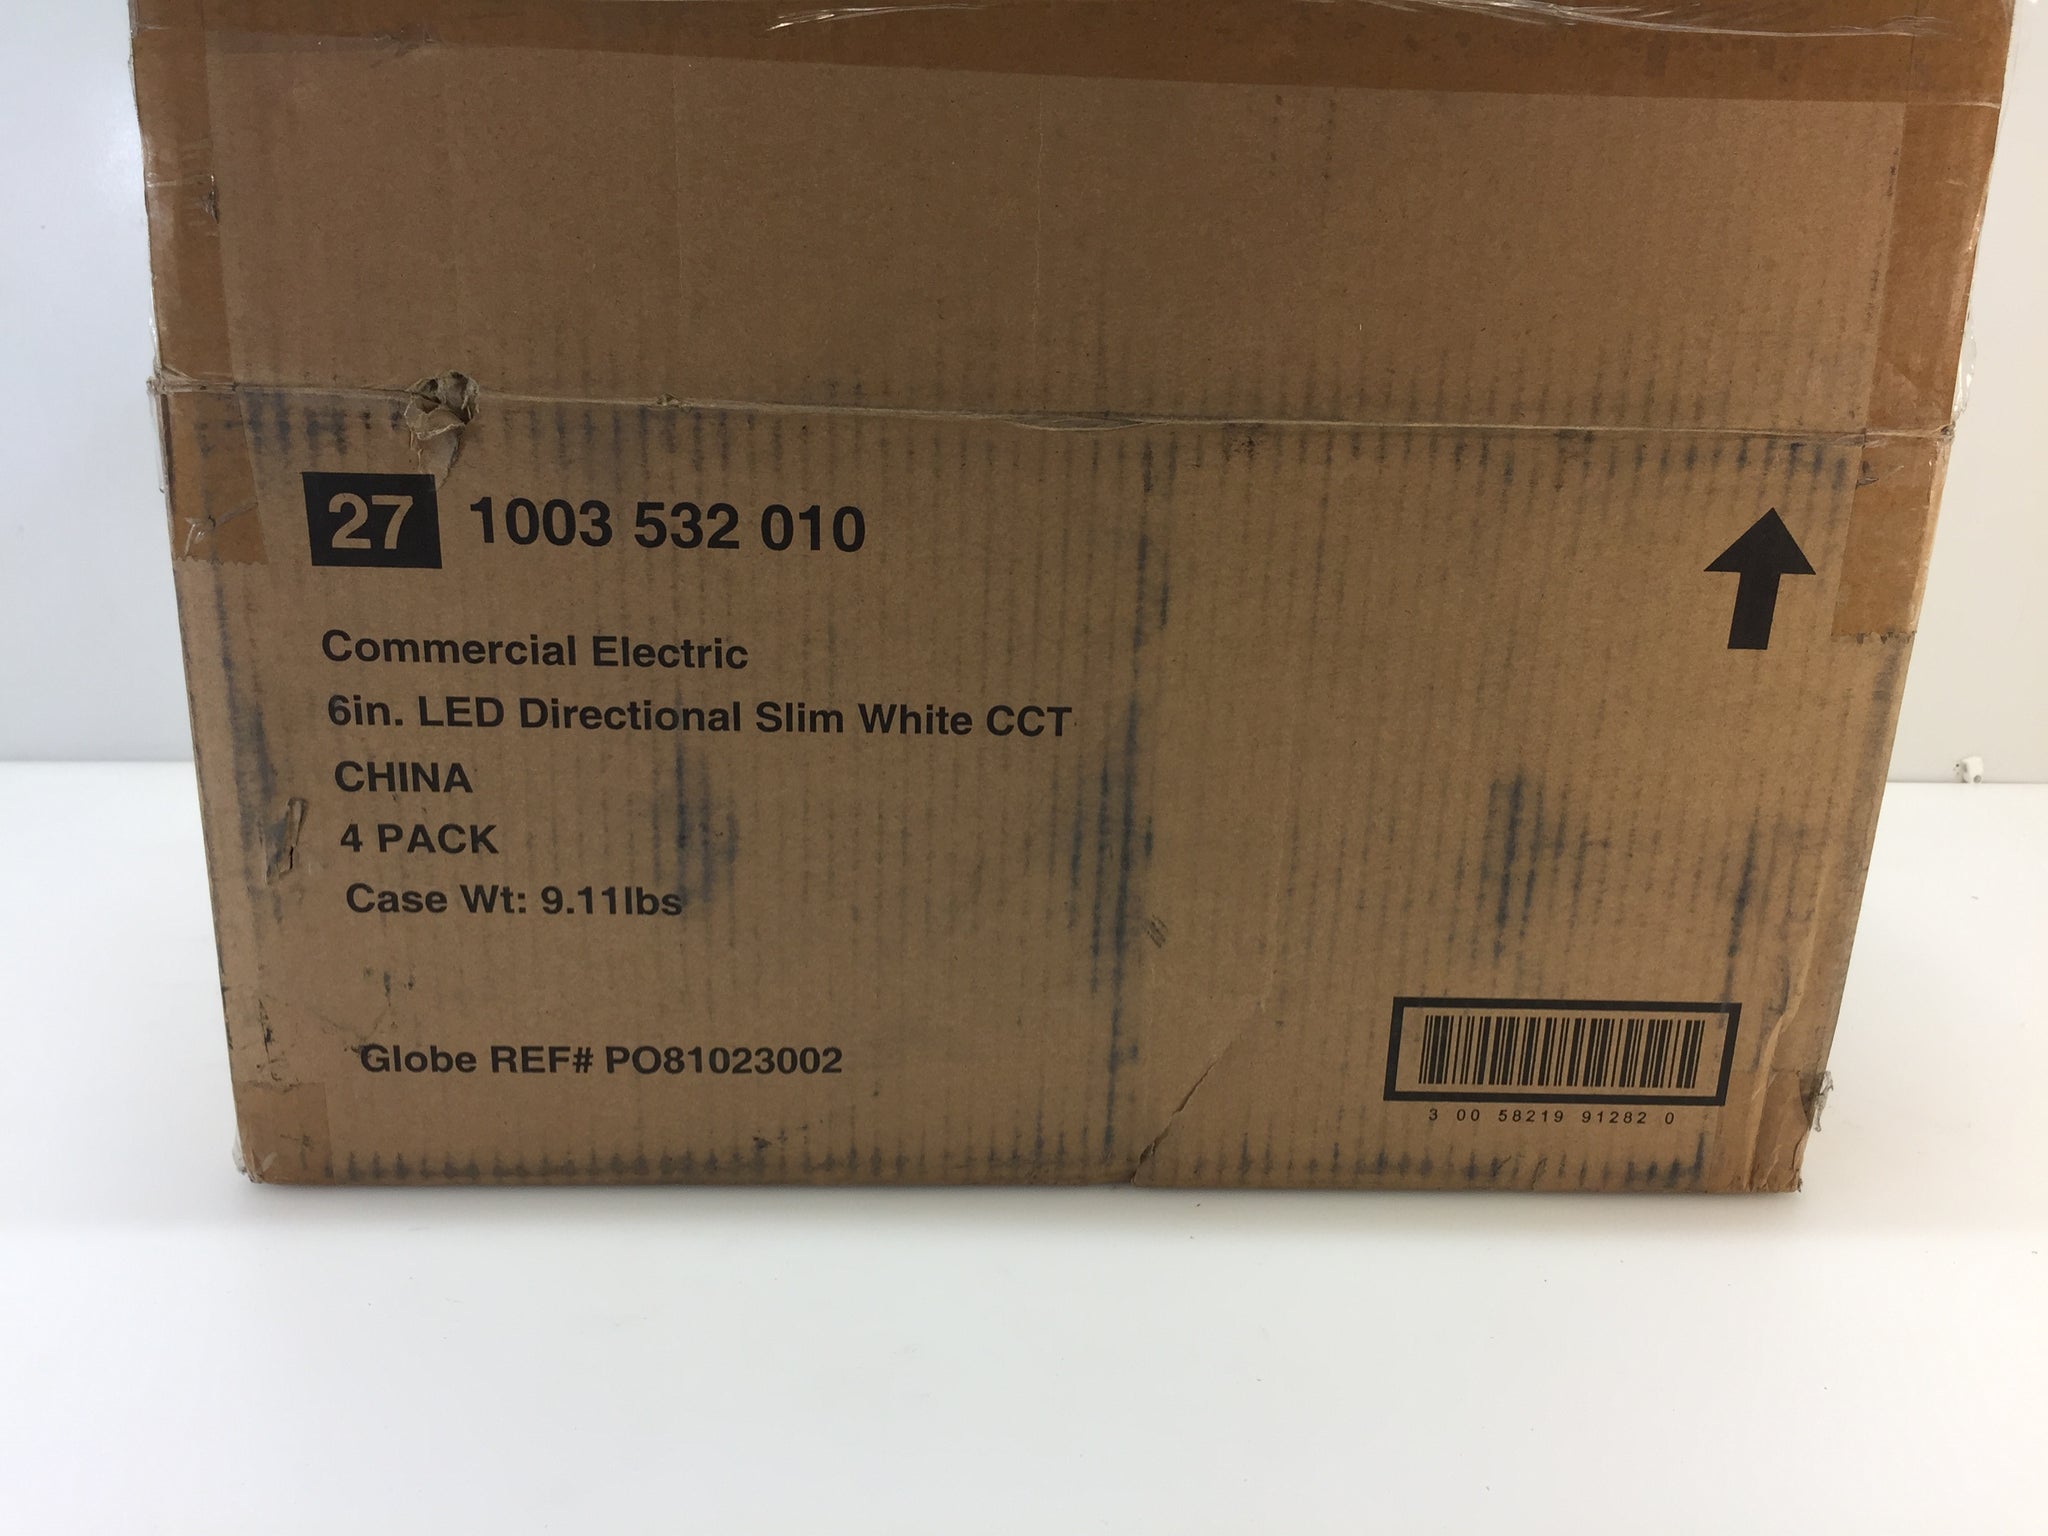 27 1003 532 010
Commercial Electric
6in. LED Directional Slim White CCT
CHINA
4 PACK
Case Wt: 9.11lbs
Globe REF# PO81023002
3 00 58219 91282 0